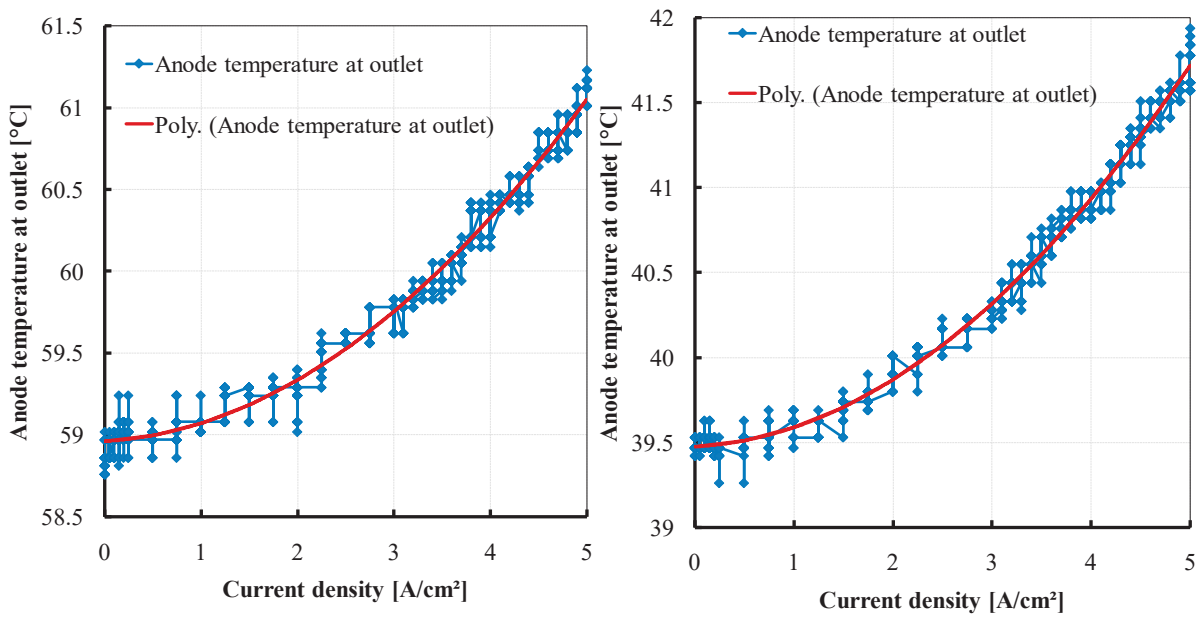 Anode temperature at outlet [°C]
61.5
61
60.5
60
59.5
59
58.5
Anode temperature at outlet
Poly. (Anode temperature at outlet)
0 1 2 3 4 5
Current density [A/cm²]
Anode temperature at outlet [°C]
42
41.5
41
40.5
40
39.5
39
Anode temperature at outlet
Poly. (Anode temperature at outlet)
0 1 2 3 4 5
Current density [A/cm²]